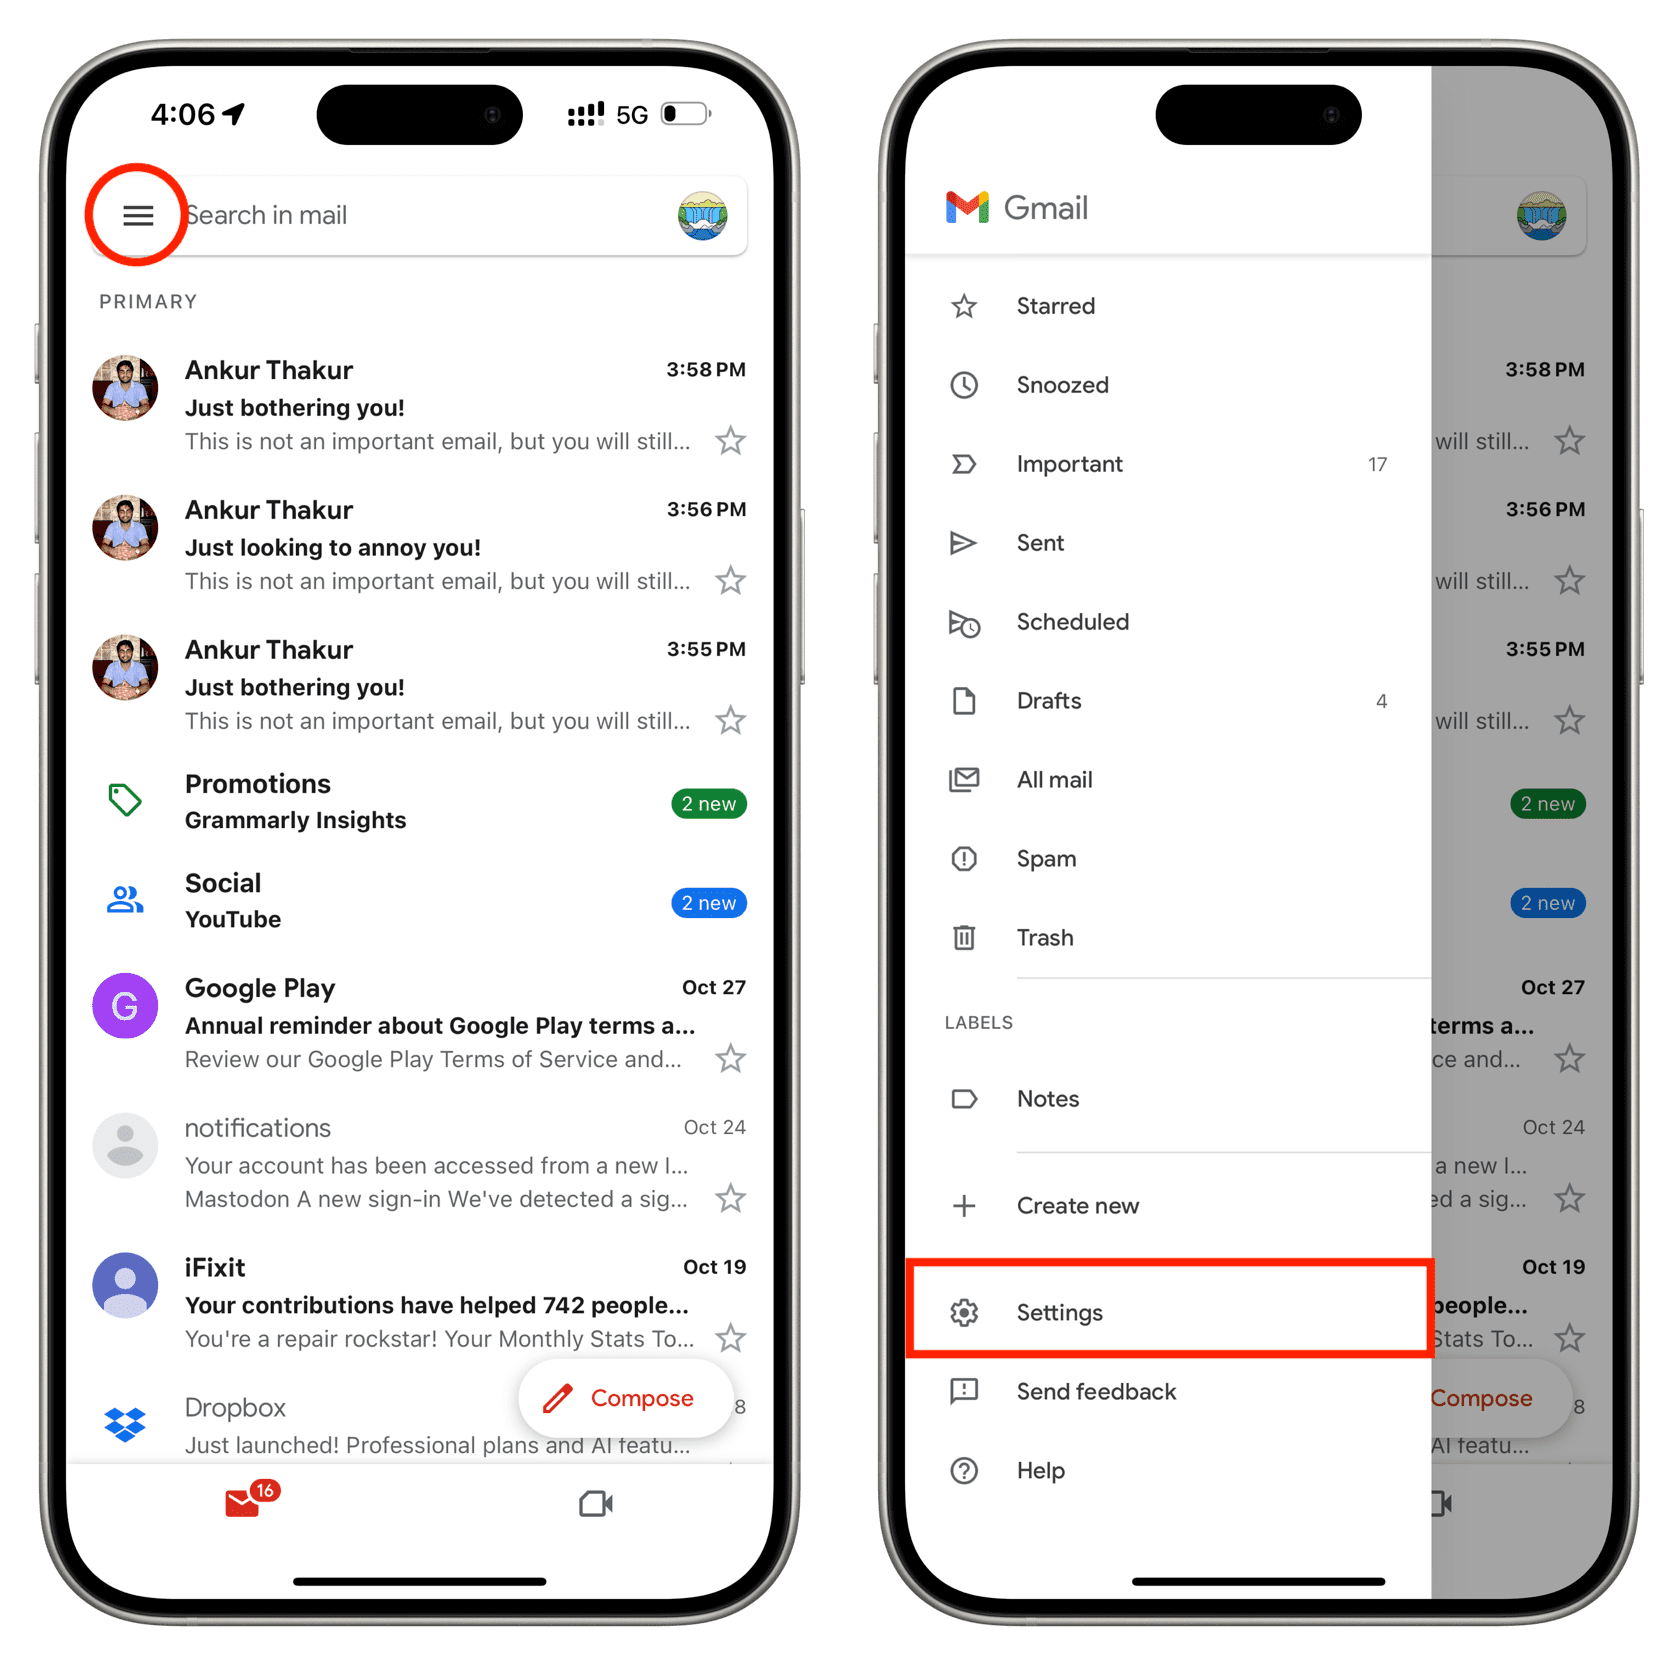 4:06
5G
Search in mail
PRIMARY
Ankur Thakur 3:58 PM
Just bothering you!
This is not an important email, but you will still...
Ankur Thakur 3:56 PM
Just looking to annoy you!
This is not an important email, but you will still...
Ankur Thakur 3:55 PM
Just bothering you!
This is not an important email, but you will still...
Promotions
2 new
Grammarly Insights
Social
2 new
YouTube
G
Google Play Oct 27
Annual reminder about Google Play terms a...
Review our Google Play Terms of Service and...
notifications Oct 24
Your account has been accessed from a new l...
Mastodon A new sign-in We've detected a sig...
iFixit Oct 19
Your contributions have helped 742 people...
You're a repair rockstar! Your Monthly Stats To...
Dropbox 8
Compose
Just launched! Professional plans and AI featu...
16
Gmail
Starred
Snoozed
Important 17
Sent
Scheduled
Drafts 4
All mail
Spam
Trash
LABELS
Notes
Create new
Settings
Send feedback
Help
3:58 PM
will still...
3:56 PM
will still...
3:55 PM
will still...
2 new
2 new
Oct 27
terms a...
ce and...
Oct 24
a new l...
ed a sig...
Oct 19
people...
Stats To...
Compose
8
AI featu...